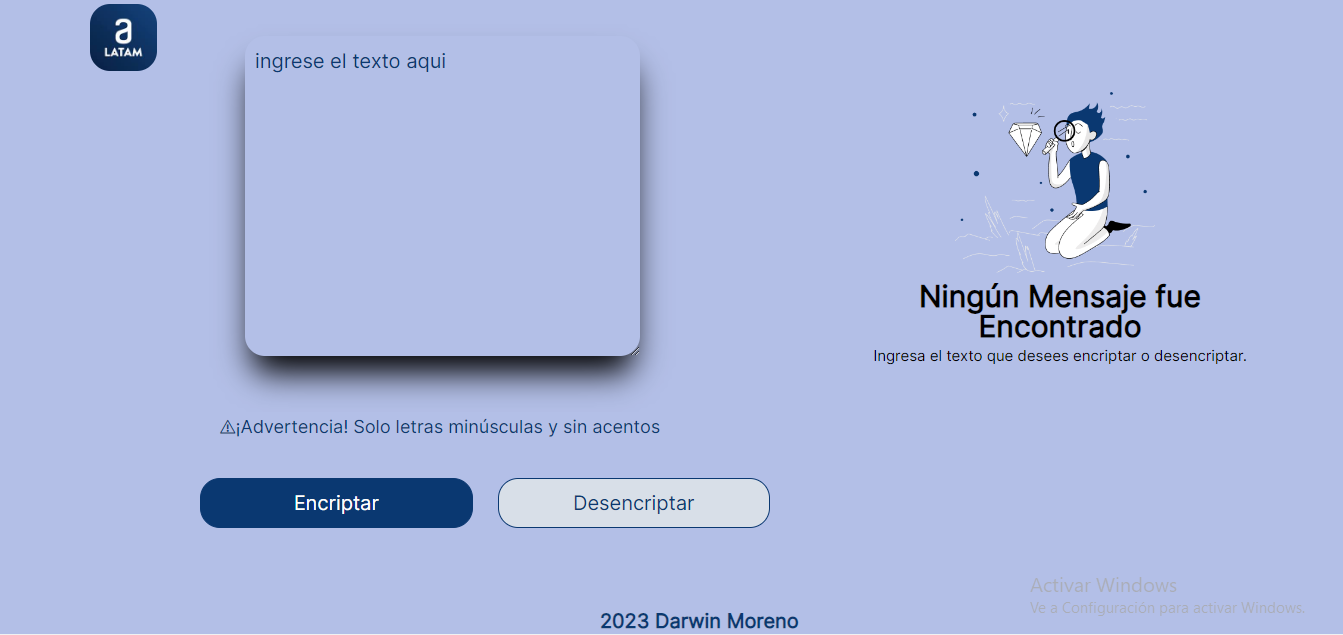 a
LATAM
ingrese el texto aqui
Ningún Mensaje fue
Encontrado
Ingresa el texto que desees encriptar o desencriptar.
⚠¡Advertencia! Solo letras minúsculas y sin acentos
Encriptar
Desencriptar
Activar Windows
Ve a Configuración para activar Windows.
2023 Darwin Moreno